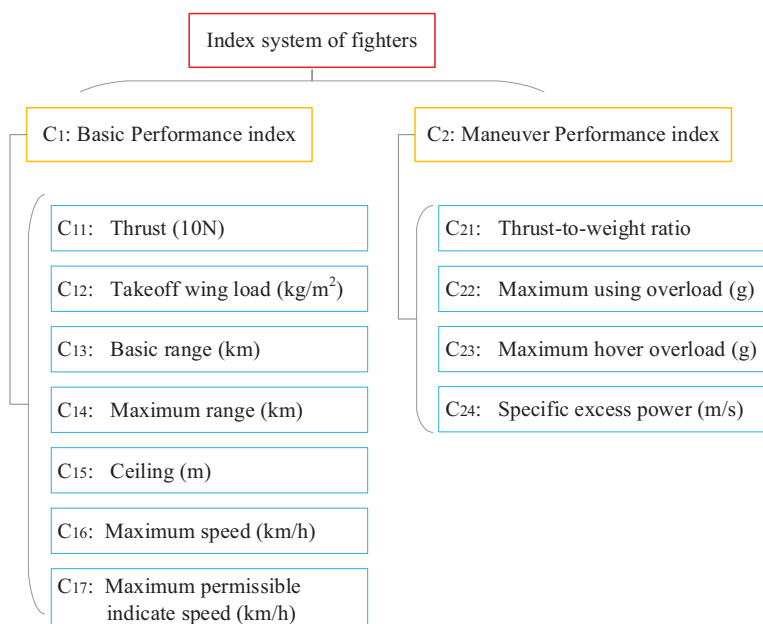 Index system of fighters
C1: Basic Performance index
C11: Thrust (10N)
C12: Takeoff wing load (kg/m²)
C13: Basic range (km)
C14: Maximum range (km)
C15: Ceiling (m)
C16: Maximum speed (km/h)
C17: Maximum permissible
indicate speed (km/h)
C2: Maneuver Performance index
C21: Thrust-to-weight ratio
C22: Maximum using overload (g)
C23: Maximum hover overload (g)
C24: Specific excess power (m/s)